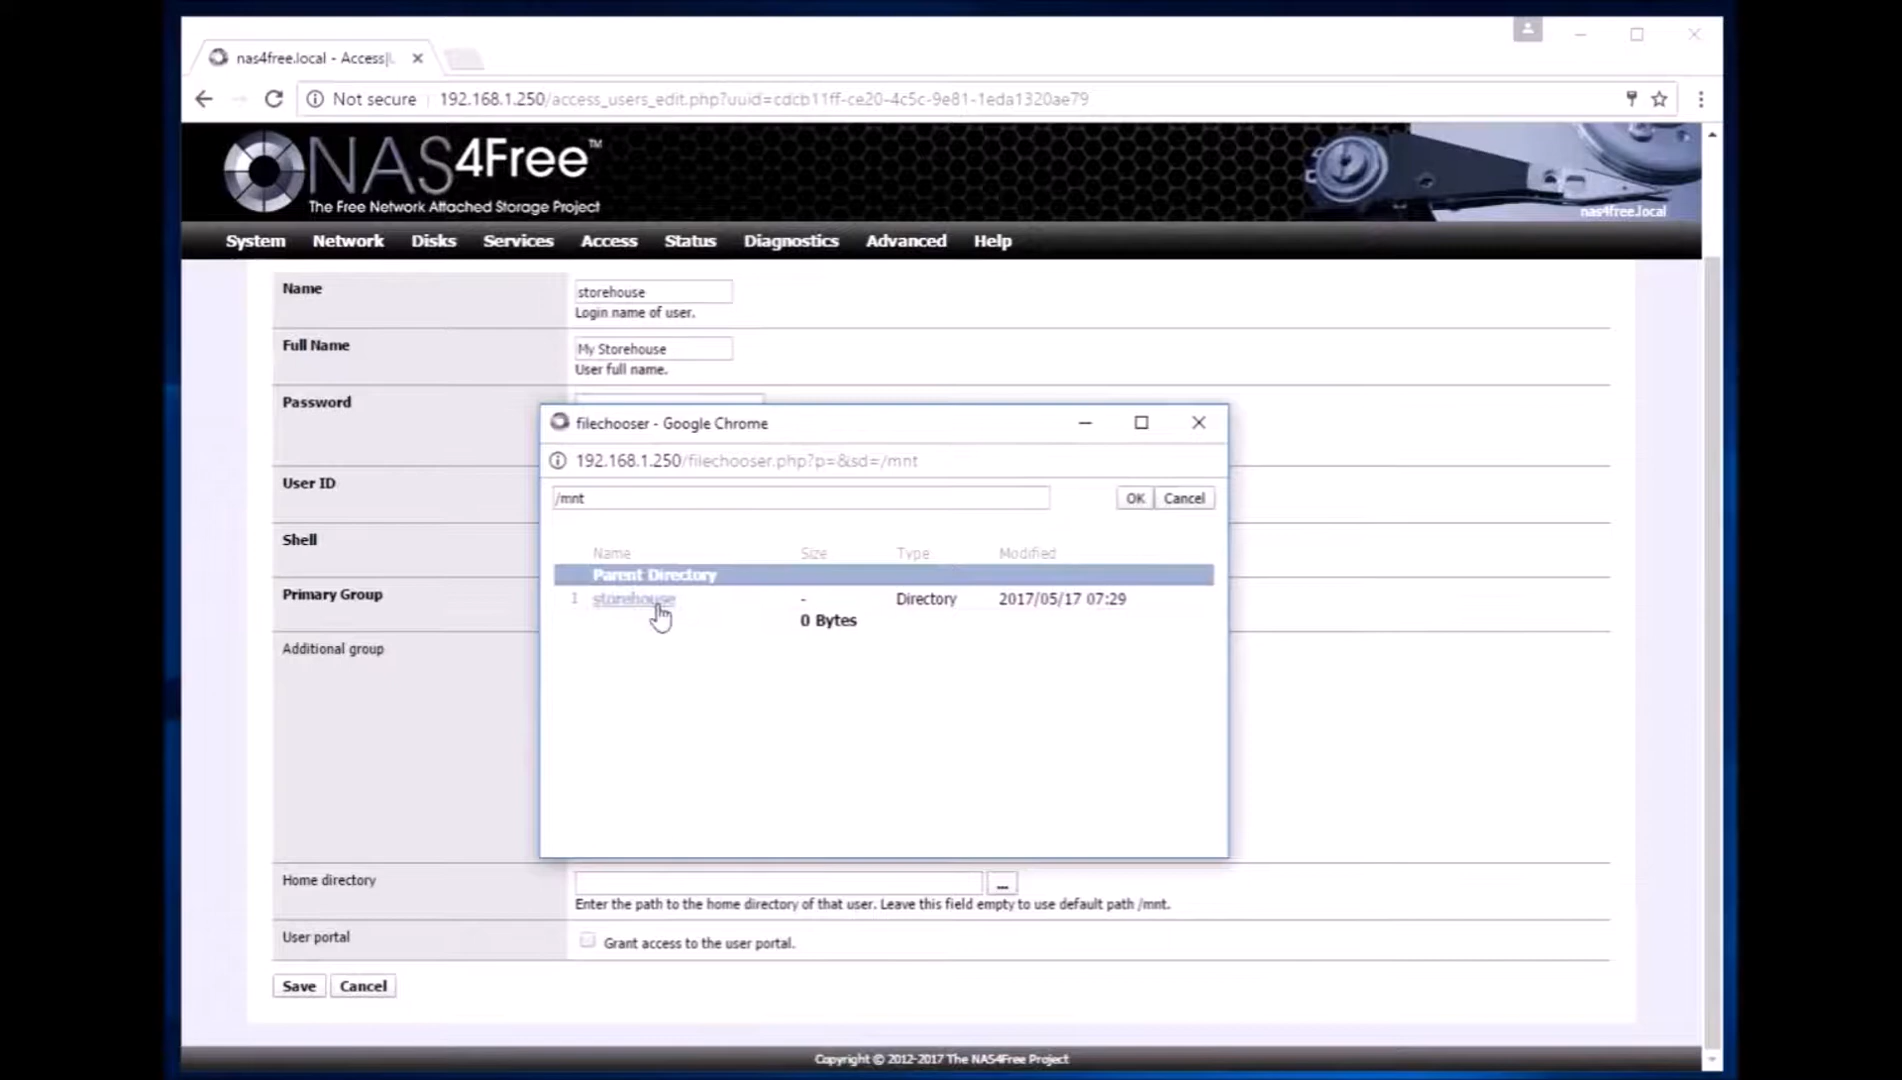 nas4free.local - Access|
Not secure | 192.168.1.250/access_users_edit.php?uuid=cdcb11ff-ce20-4c5c-9e81-1eda1320ae79
NAS4Free™
The Free Network Attached Storage Project
nas4free.local
System Network Disks Services Access Status Diagnostics Advanced Help
Name
storehouse
Login name of user.
Full Name
My Storehouse
User full name.
Password
User ID
Shell
Primary Group
Additional group
filechooser - Google Chrome
192.168.1.250/filechooser.php?p=&sd=/mnt
/mnt
OK Cancel
Name Size Type Modified
Parent Directory
1 storehouse - Directory 2017/05/17 07:29
0 Bytes
Home directory
...
Enter the path to the home directory of that user. Leave this field empty to use default path /mnt.
User portal
Grant access to the user portal.
Save Cancel
Copyright © 2012-2017 The NAS4Free Project